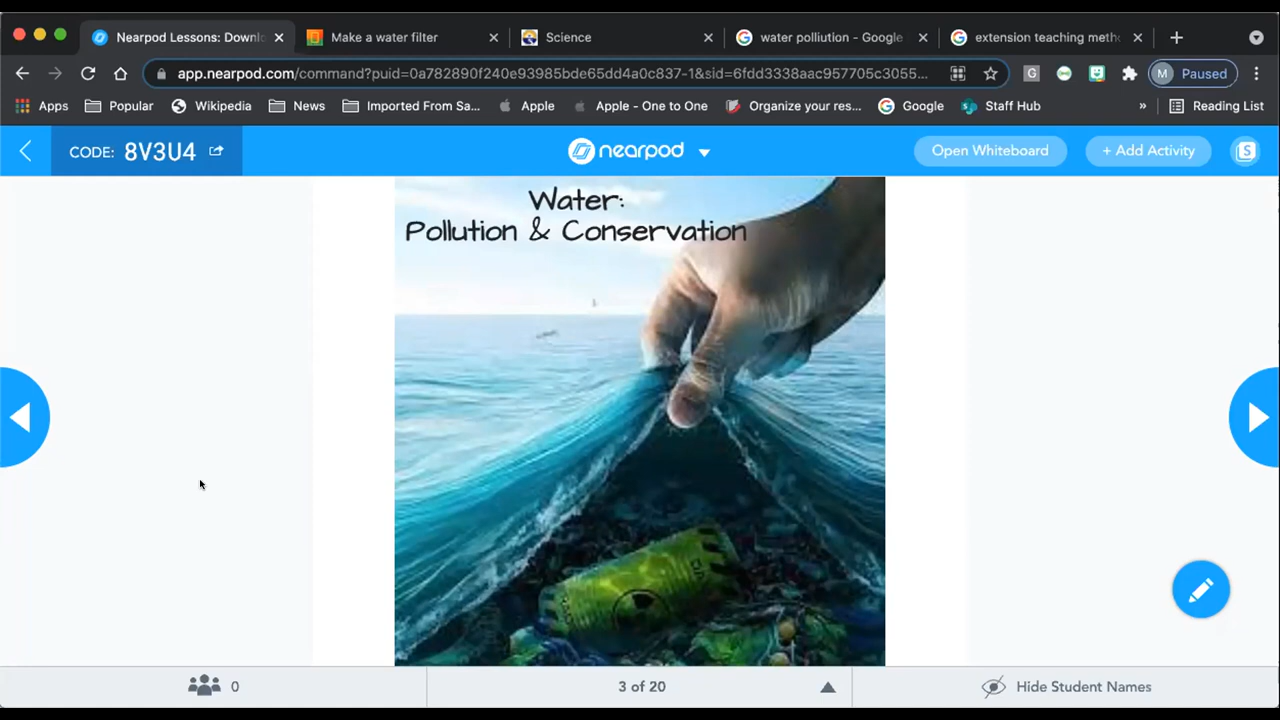 Nearpod Lessons: Downl
Make a water filter
Science
water polliution - Google
extension teaching meth
app.nearpod.com/command?puid=0a782890f240e93985bde65dd4a0c837-1&sid=6fdd3338aac957705c3055...
G
M
Paused
Apps
Popular
Wikipedia
News
Imported From Sa...
Apple
Apple - One to One
Organize your res...
Google
Staff Hub
»
Reading List
CODE: 8V3U4
nearpod
Open Whiteboard
+ Add Activity
S
Water:
Pollution & Conservation
0
3 of 20
Hide Student Names